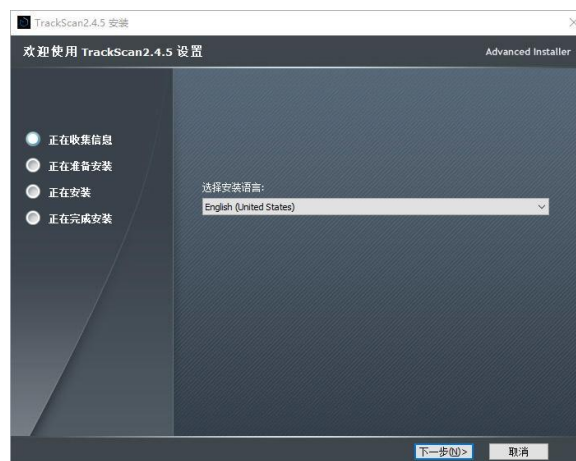 TrackScan2.4.5 安装
欢迎使用 TrackScan2.4.5 设置
Advanced Installer
正在收集信息
正在准备安装
正在安装
正在完成安装
选择安装语言:
English (United States)
下一步(N)>
取消